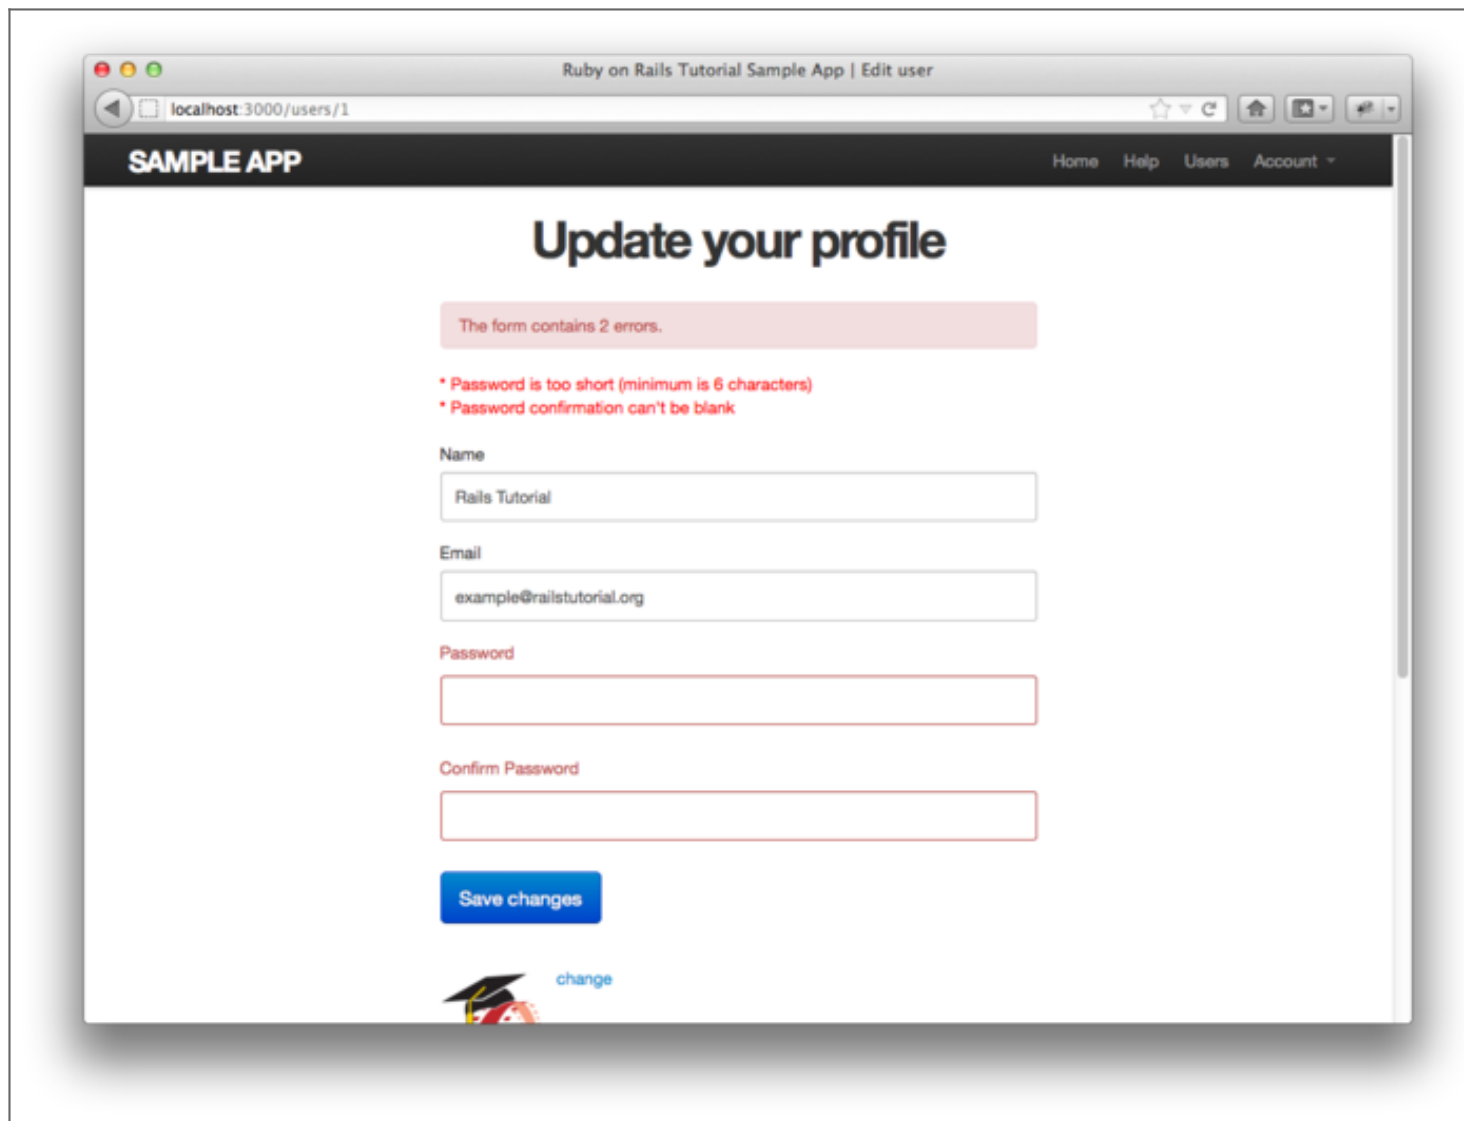 Ruby on Rails Tutorial Sample App | Edit user
localhost:3000/users/1
SAMPLE APP
Home Help Users Account
Update your profile
The form contains 2 errors.
* Password is too short (minimum is 6 characters)
* Password confirmation can't be blank
Name
Rails Tutorial
Email
example@railstutorial.org
Password
Confirm Password
Save changes
change